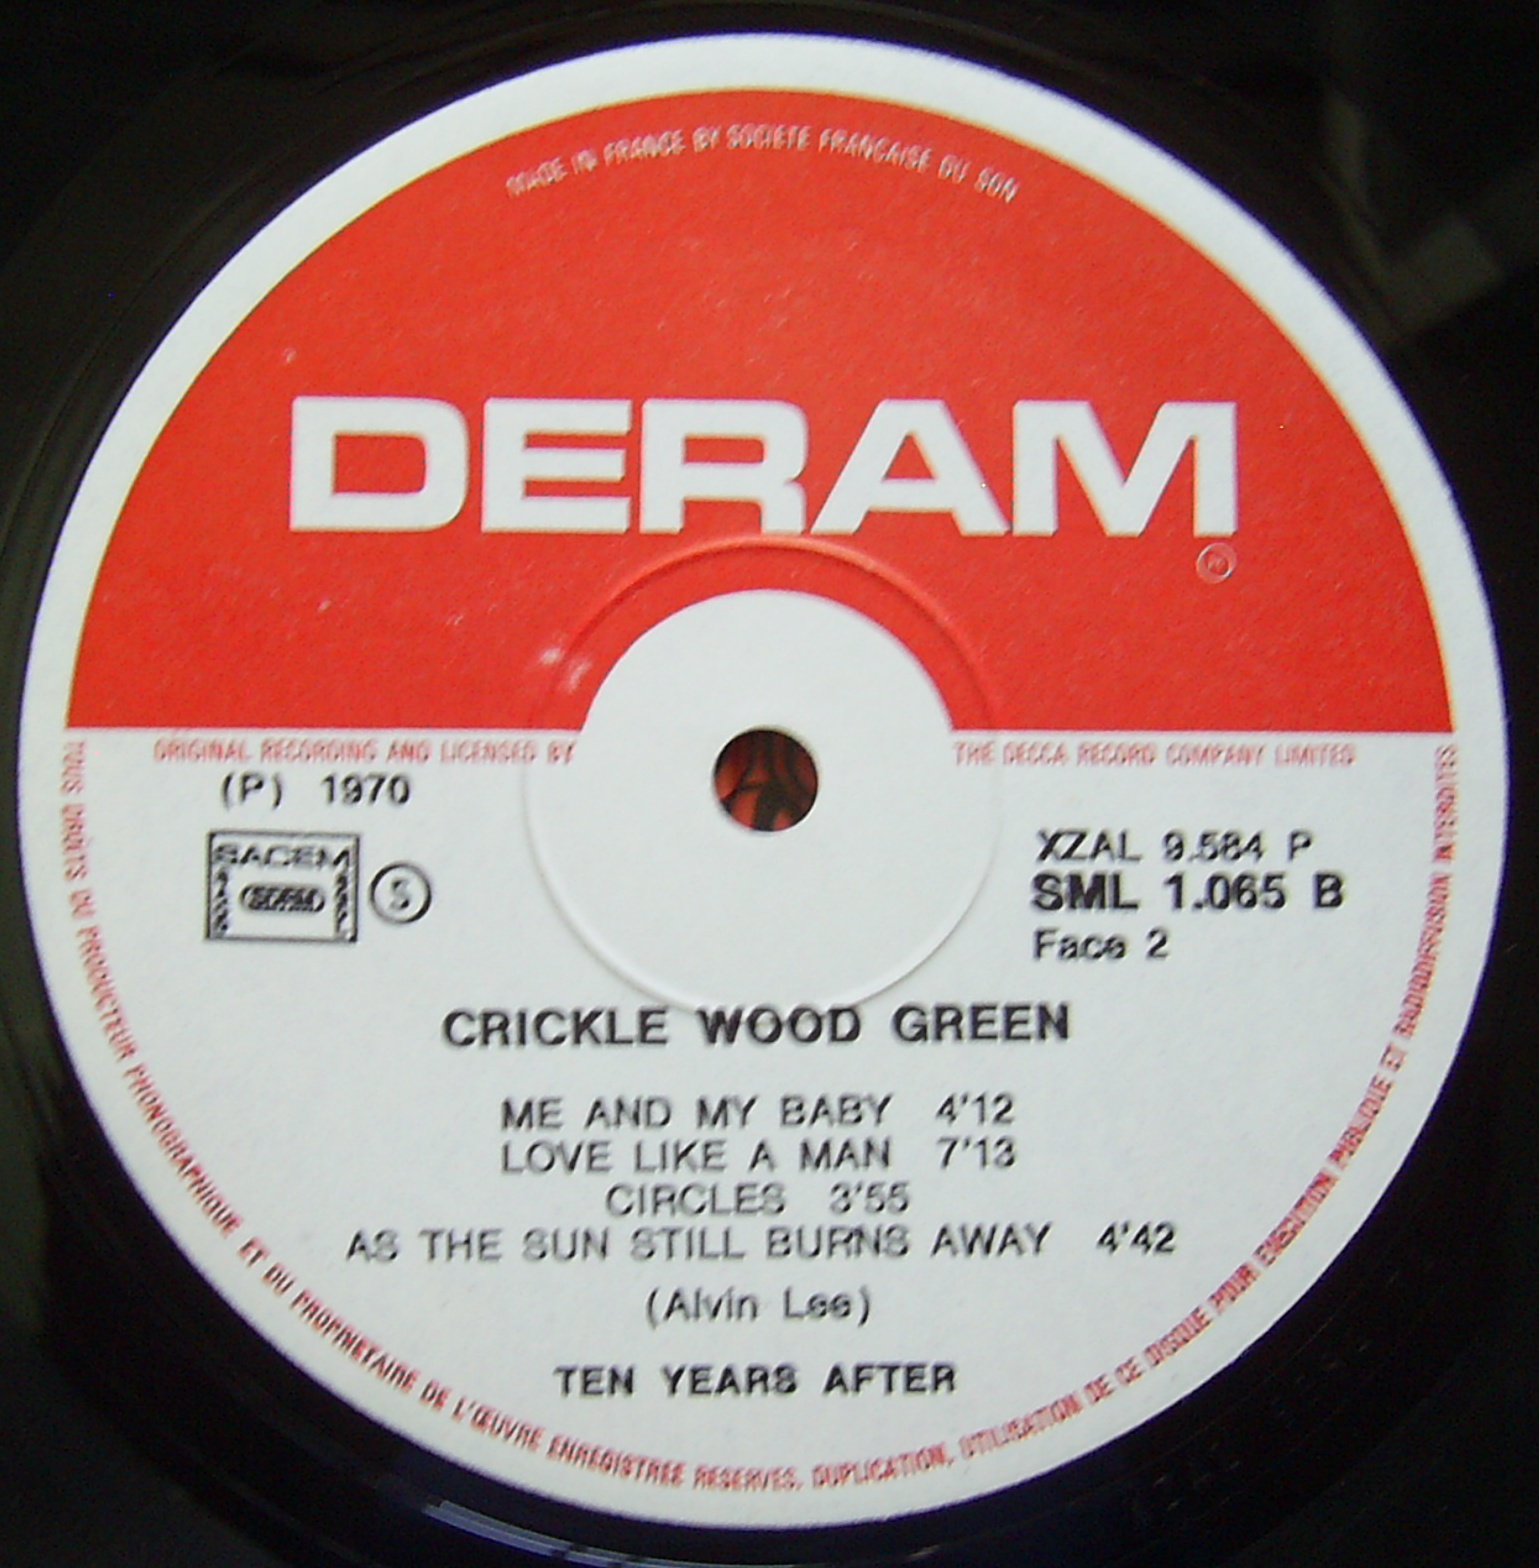 MADE IN FRANCE BY SOCIETE FRANCAISE DU SON
DERAM
ORIGINAL RECORDING AND LICENSED BY THE DECCA RECORD COMPANY LIMITED
(P) 1970
SACEM
S
XZAL 9.584 P
SML 1.065 B
Face 2
CRICKLE WOOD GREEN
ME AND MY BABY 4'12
LOVE LIKE A MAN 7'13
CIRCLES 3'55
AS THE SUN STILL BURNS AWAY 4'42
(Alvin Lee)
TEN YEARS AFTER
TOUS DROITS DU PRODUCTEUR PHONOGRAPHIQUE ET DU PROPRIETAIRE DE L'ŒUVRE ENREGISTREE RESERVES. DUPLICATION, UTILISATION DE CE DISQUE POUR EXECUTION PUBLIQUE ET RADIODIFFUSION INTERDITES